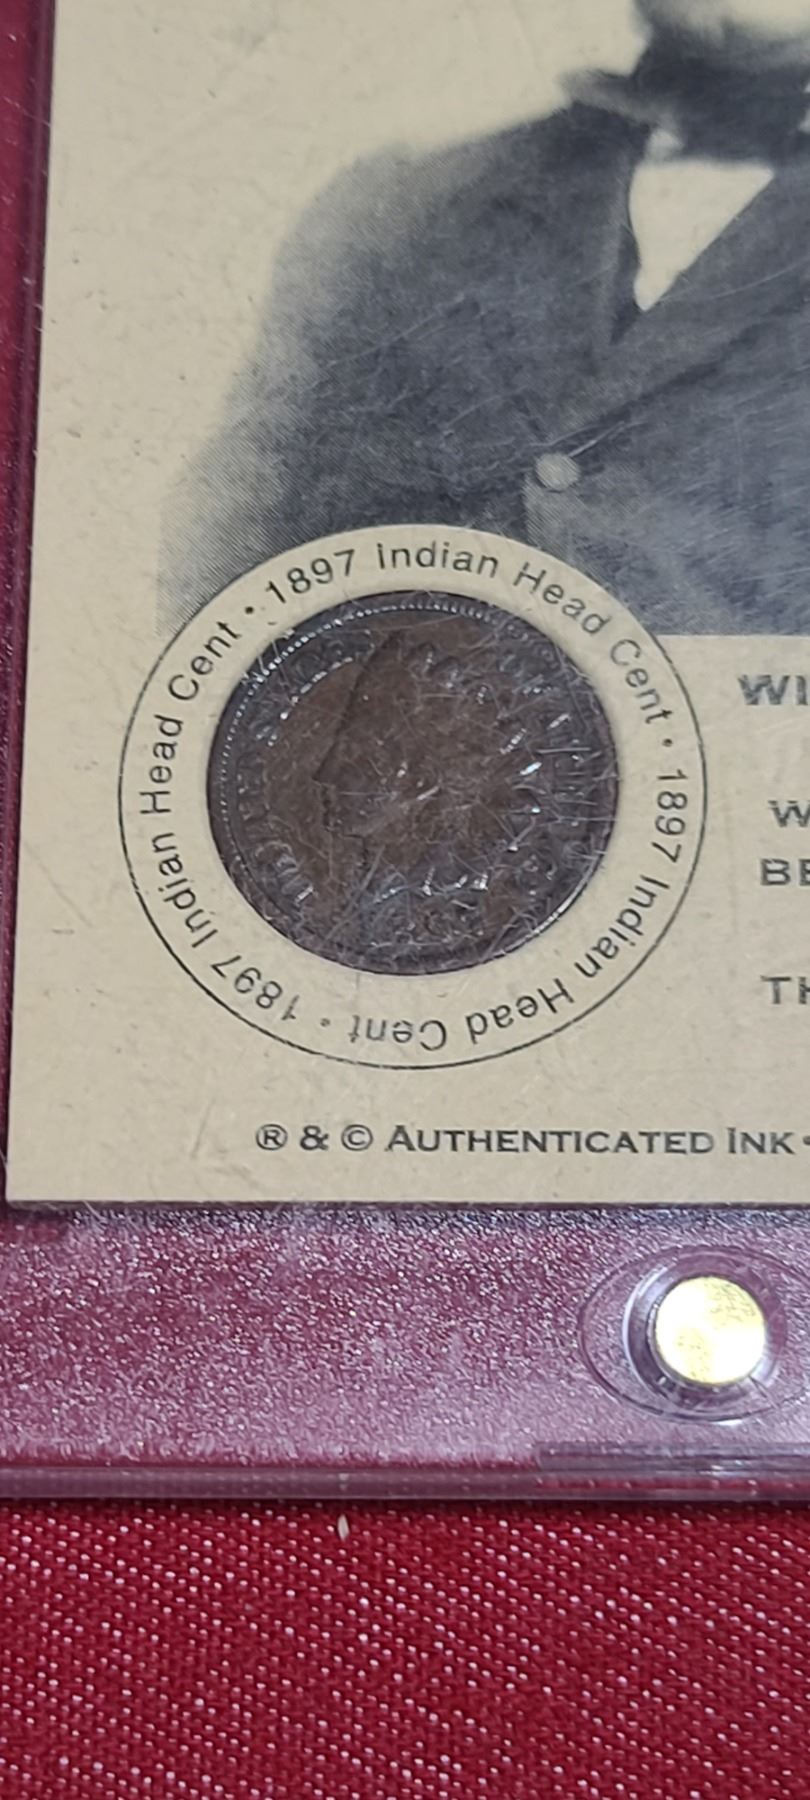 1897 Indian Head Cent • 1897 Indian Head Cent • 1897 Indian Head Cent •
WI
W
BE
TH
® & © AUTHENTICATED INK •